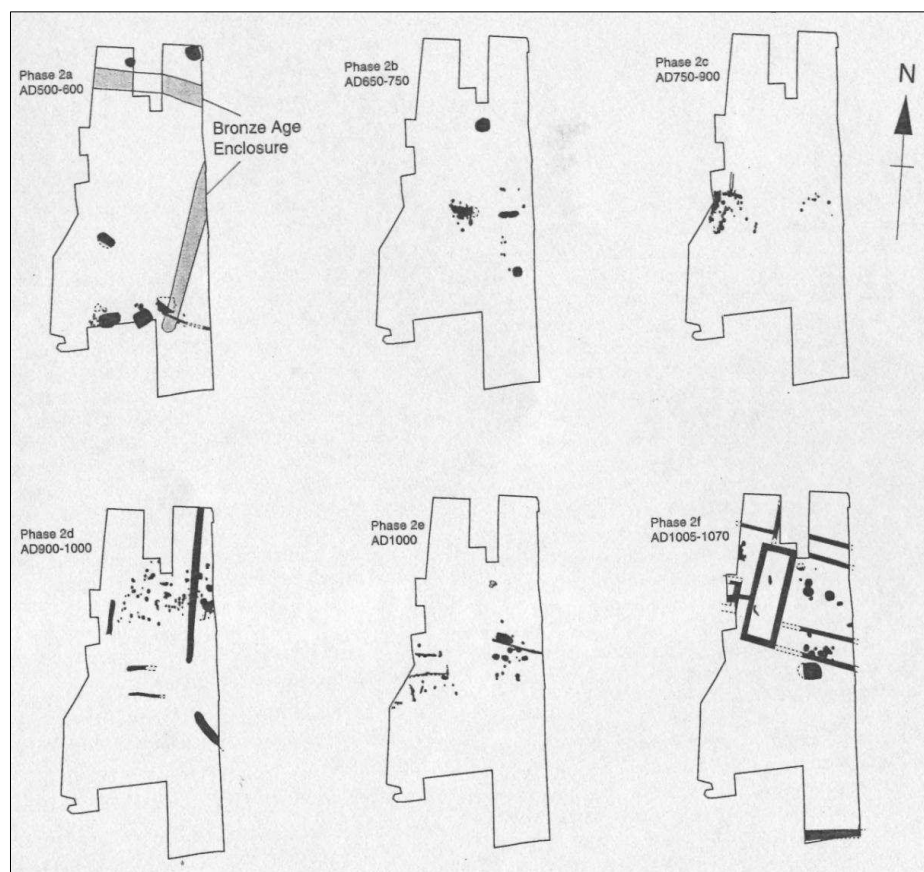 Phase 2a
AD500-600
Bronze Age
Enclosure
Phase 2b
AD650-750
Phase 2c
AD750-900
N
Phase 2d
AD900-1000
Phase 2e
AD1000
Phase 2f
AD1005-1070